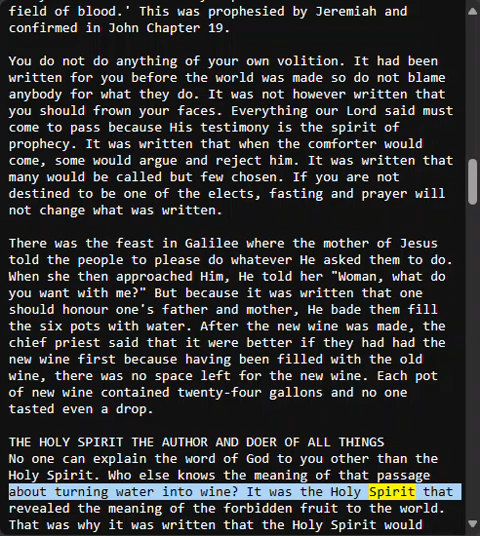 field of blood.' This was prophesied by Jeremiah and
confirmed in John Chapter 19.
You do not do anything of your own volition. It had been
written for you before the world was made so do not blame
anybody for what they do. It was not however written that
you should frown your faces. Everything our Lord said must
come to pass because His testimony is the spirit of
prophecy. It was written that when the comforter would
come, some would argue and reject him. It was written that
many would be called but few chosen. If you are not
destined to be one of the elects, fasting and prayer will
not change what was written.
There was the feast in Galilee where the mother of Jesus
told the people to please do whatever He asked them to do.
When she then approached Him, He told her "Woman, what do
you want with me?" But because it was written that one
should honour one's father and mother, He bade them fill
the six pots with water. After the new wine was made, the
chief priest said that it were better if they had had the
new wine first because having been filled with the old
wine, there was no space left for the new wine. Each pot
of new wine contained twenty-four gallons and no one
tasted even a drop.
THE HOLY SPIRIT THE AUTHOR AND DOER OF ALL THINGS
No one can explain the word of God to you other than the
Holy Spirit. Who else knows the meaning of that passage
about turning water into wine? It was the Holy Spirit that
revealed the meaning of the forbidden fruit to the world.
That was why it was written that the Holy Spirit would